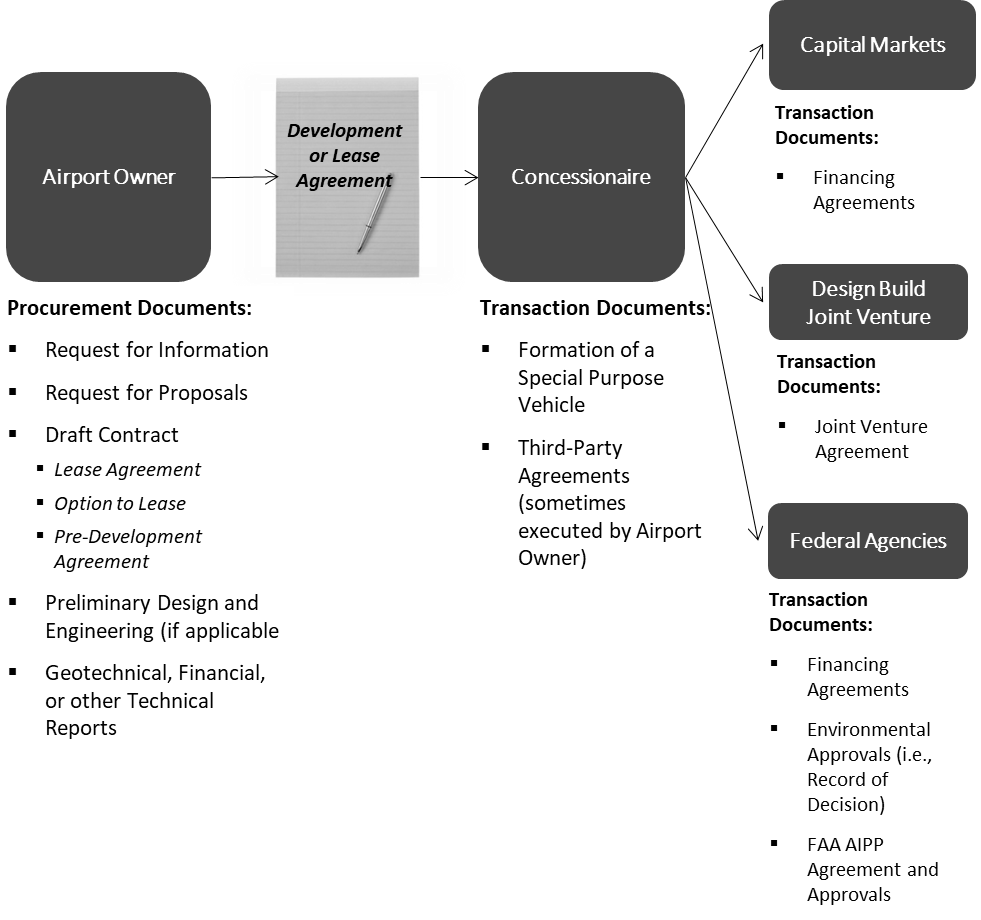 Airport Owner
Development
or Lease
Agreement
Concessionaire
Capital Markets
Transaction
Documents:
▪ Financing
Agreements
Design Build
Joint Venture
Transaction
Documents:
▪ Joint Venture
Agreement
Federal Agencies
Transaction
Documents:
▪ Financing
Agreements
▪ Environmental
Approvals (i.e.,
Record of
Decision)
▪ FAA AIPP
Agreement and
Approvals
Procurement Documents:
▪ Request for Information
▪ Request for Proposals
▪ Draft Contract
▪ Lease Agreement
▪ Option to Lease
▪ Pre-Development
Agreement
▪ Preliminary Design and
Engineering (if applicable
▪ Geotechnical, Financial,
or other Technical
Reports
Transaction Documents:
▪ Formation of a
Special Purpose
Vehicle
▪ Third-Party
Agreements
(sometimes
executed by Airport
Owner)